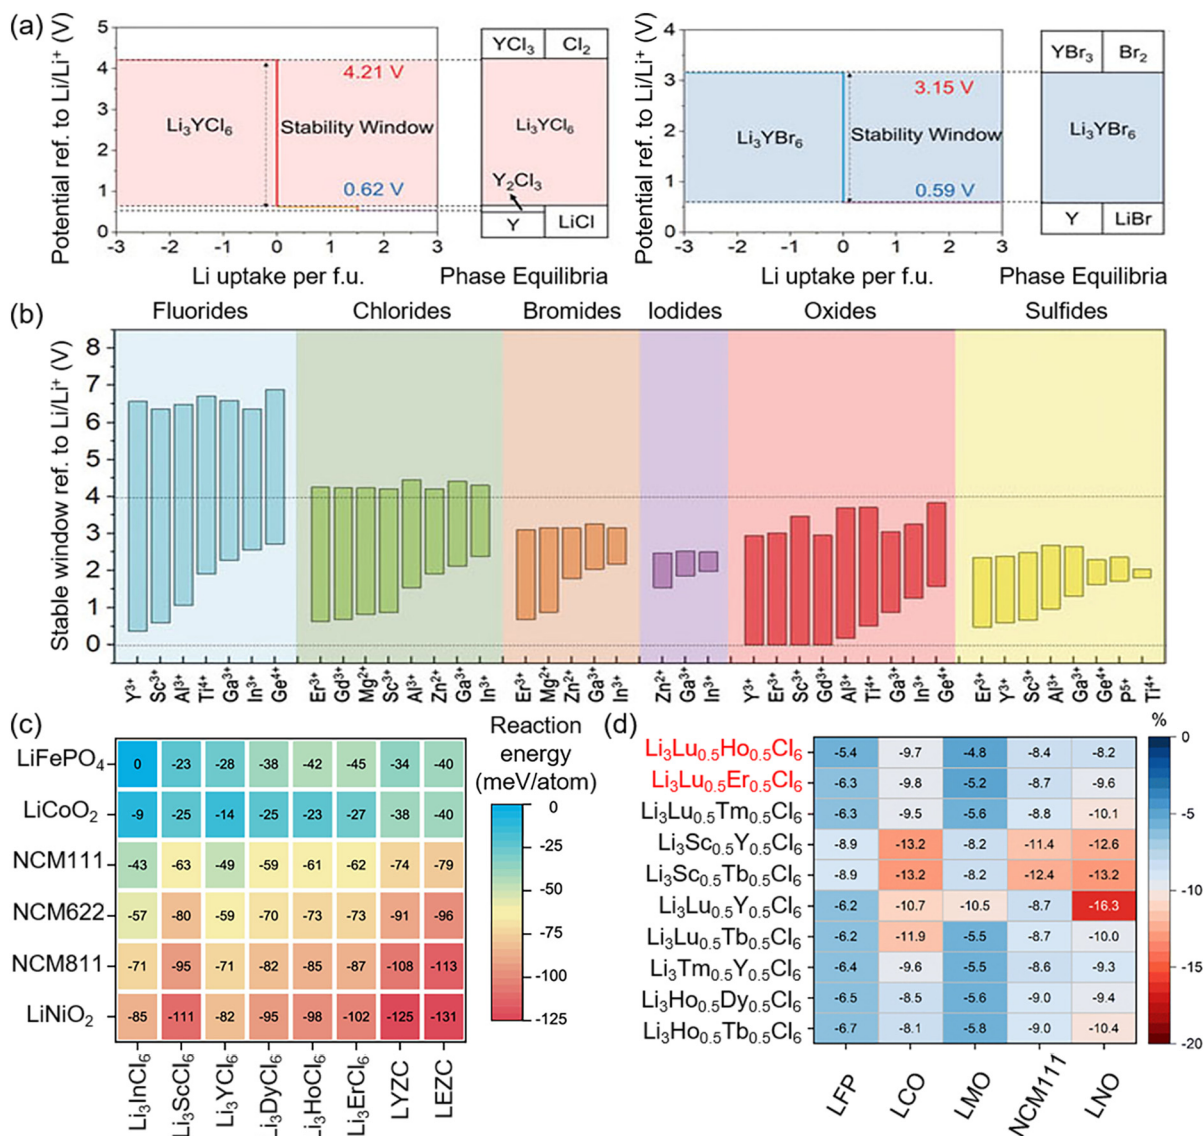 (a)
Potential ref. to Li/Li⁺ (V)
5
4
3
2
1
0
4.21 V
Li₃YCl₆
Stability Window
0.62 V
-3 -2 -1 0 1 2 3
Li uptake per f.u.
YCl₃ Cl₂
Li₃YCl₆
Y₂Cl₃
Y LiCl
Phase Equilibria
Potential ref. to Li/Li⁺ (V)
4
3
2
1
0
3.15 V
Li₃YBr₆
Stability Window
0.59 V
-3 -2 -1 0 1 2 3
Li uptake per f.u.
YBr₃ Br₂
Li₃YBr₆
Y LiBr
Phase Equilibria
(b)
Fluorides Chlorides Bromides Iodides Oxides Sulfides
Stable window ref. to Li/Li⁺ (V)
8
7
6
5
4
3
2
1
0
Y³⁺ Sc³⁺ Al³⁺ Ti⁴⁺ Ga³⁺ In³⁺ Ge⁴⁺ Er³⁺ Gd³⁺ Mg²⁺ Sc³⁺ Al³⁺ Zn²⁺ Ga³⁺ In³⁺ Er³⁺ Mg²⁺ Zn²⁺ Ga³⁺ In³⁺ Zn²⁺ Ga³⁺ In³⁺ Y³⁺ Er³⁺ Sc³⁺ Gd³⁺ Al³⁺ Ti⁴⁺ Ga³⁺ In³⁺ Ge⁴⁺ Er³⁺ Y³⁺ Sc³⁺ Al³⁺ Ga³⁺ Ge⁴⁺ P⁵⁺ Ti⁴⁺
(c)
LiFePO₄ 0 -23 -28 -38 -42 -45 -34 -40
LiCoO₂ -9 -25 -14 -25 -23 -27 -38 -40
NCM111 -43 -63 -49 -59 -61 -62 -74 -79
NCM622 -57 -80 -59 -70 -73 -73 -91 -96
NCM811 -71 -95 -71 -82 -85 -87 -108 -113
LiNiO₂ -85 -111 -82 -95 -98 -102 -125 -131
Li₃InCl₆ Li₃ScCl₆ Li₃YCl₆ Li₃DyCl₆ Li₃HoCl₆ Li₃ErCl₆ LYZC LEZC
Reaction
energy
(meV/atom)
0
-25
-50
-75
-100
-125
(d)
Li₃Lu₀.₅Ho₀.₅Cl₆ -5.4 -9.7 -4.8 -8.4 -8.2
Li₃Lu₀.₅Er₀.₅Cl₆ -6.3 -9.8 -5.2 -8.7 -9.6
Li₃Lu₀.₅Tm₀.₅Cl₆ -6.3 -9.5 -5.6 -8.8 -10.1
Li₃Sc₀.₅Y₀.₅Cl₆ -8.9 -13.2 -8.2 -11.4 -12.6
Li₃Sc₀.₅Tb₀.₅Cl₆ -8.9 -13.2 -8.2 -12.4 -13.2
Li₃Lu₀.₅Y₀.₅Cl₆ -6.2 -10.7 -10.5 -8.7 -16.3
Li₃Lu₀.₅Tb₀.₅Cl₆ -6.2 -11.9 -5.5 -8.7 -10.0
Li₃Tm₀.₅Y₀.₅Cl₆ -6.4 -9.6 -5.5 -8.6 -9.3
Li₃Ho₀.₅Dy₀.₅Cl₆ -6.5 -8.5 -5.6 -9.0 -9.4
Li₃Ho₀.₅Tb₀.₅Cl₆ -6.7 -8.1 -5.8 -9.0 -10.4
LFP LCO LMO NCM111 LNO
%
0
-5
-10
-15
-20